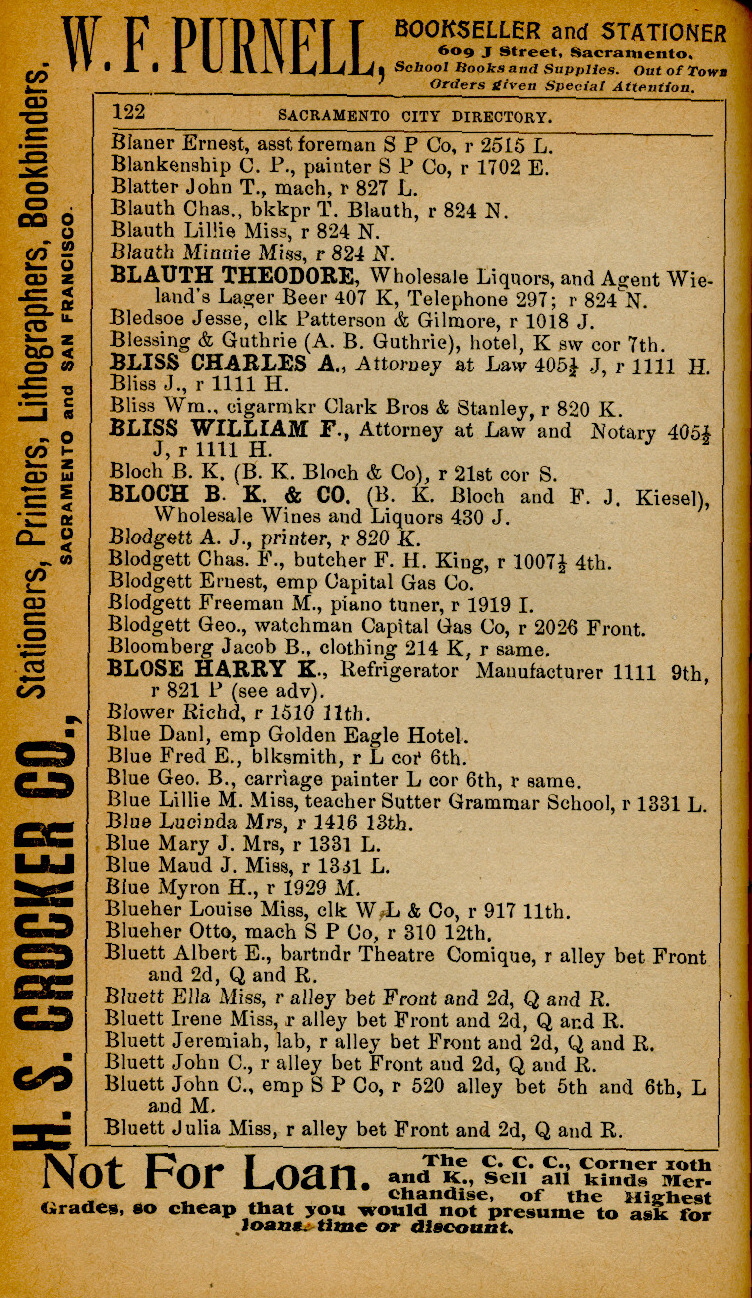 W. F. PURNELL, BOOKSELLER and STATIONER
609 J Street, Sacramento.
School Books and Supplies. Out of Town
Orders given Special Attention.
H. S. CROCKER CO., Stationers, Printers, Lithographers, Bookbinders.
SACRAMENTO and SAN FRANCISCO.
122 SACRAMENTO CITY DIRECTORY.
Blaner Ernest, asst foreman S P Co, r 2515 L.
Blankenship C. P., painter S P Co, r 1702 E.
Blatter John T., mach, r 827 L.
Blauth Chas., bkkpr T. Blauth, r 824 N.
Blauth Lillie Miss, r 824 N.
Blauth Minnie Miss, r 824 N.
BLAUTH THEODORE, Wholesale Liquors, and Agent Wie-
land's Lager Beer 407 K, Telephone 297; r 824 N.
Bledsoe Jesse, clk Patterson & Gilmore, r 1018 J.
Blessing & Guthrie (A. B. Guthrie), hotel, K sw cor 7th.
BLISS CHARLES A., Attorney at Law 405½ J, r 1111 H.
Bliss J., r 1111 H.
Bliss Wm., cigarmkr Clark Bros & Stanley, r 820 K.
BLISS WILLIAM F., Attorney at Law and Notary 405½
J, r 1111 H.
Bloch B. K. (B. K. Bloch & Co), r 21st cor S.
BLOCH B. K. & CO. (B. K. Bloch and F. J. Kiesel),
Wholesale Wines and Liquors 430 J.
Blodgett A. J., printer, r 820 K.
Blodgett Chas. F., butcher F. H. King, r 1007½ 4th.
Blodgett Ernest, emp Capital Gas Co.
Blodgett Freeman M., piano tuner, r 1919 I.
Blodgett Geo., watchman Capital Gas Co, r 2026 Front.
Bloomberg Jacob B., clothing 214 K, r same.
BLOSE HARRY K., Refrigerator Manufacturer 1111 9th,
r 821 P (see adv).
Blower Richd, r 1510 11th.
Blue Danl, emp Golden Eagle Hotel.
Blue Fred E., blksmith, r L cor 6th.
Blue Geo. B., carriage painter L cor 6th, r same.
Blue Lillie M. Miss, teacher Sutter Grammar School, r 1331 L.
Blue Lucinda Mrs, r 1416 13th.
Blue Mary J. Mrs, r 1331 L.
Blue Maud J. Miss, r 1331 L.
Blue Myron H., r 1929 M.
Blueher Louise Miss, clk W L & Co, r 917 11th.
Blueher Otto, mach S P Co, r 310 12th.
Bluett Albert E., bartndr Theatre Comique, r alley bet Front
and 2d, Q and R.
Bluett Ella Miss, r alley bet Front and 2d, Q and R.
Bluett Irene Miss, r alley bet Front and 2d, Q and R.
Bluett Jeremiah, lab, r alley bet Front and 2d, Q and R.
Bluett John C., r alley bet Front and 2d, Q and R.
Bluett John C., emp S P Co, r 520 alley bet 5th and 6th, L
and M.
Bluett Julia Miss, r alley bet Front and 2d, Q and R.
Not For Loan. The C. C. C., Corner 10th
and K., Sell all kinds Mer-
chandise, of the Highest
Grades, so cheap that you would not presume to ask for
loans, time or discount.